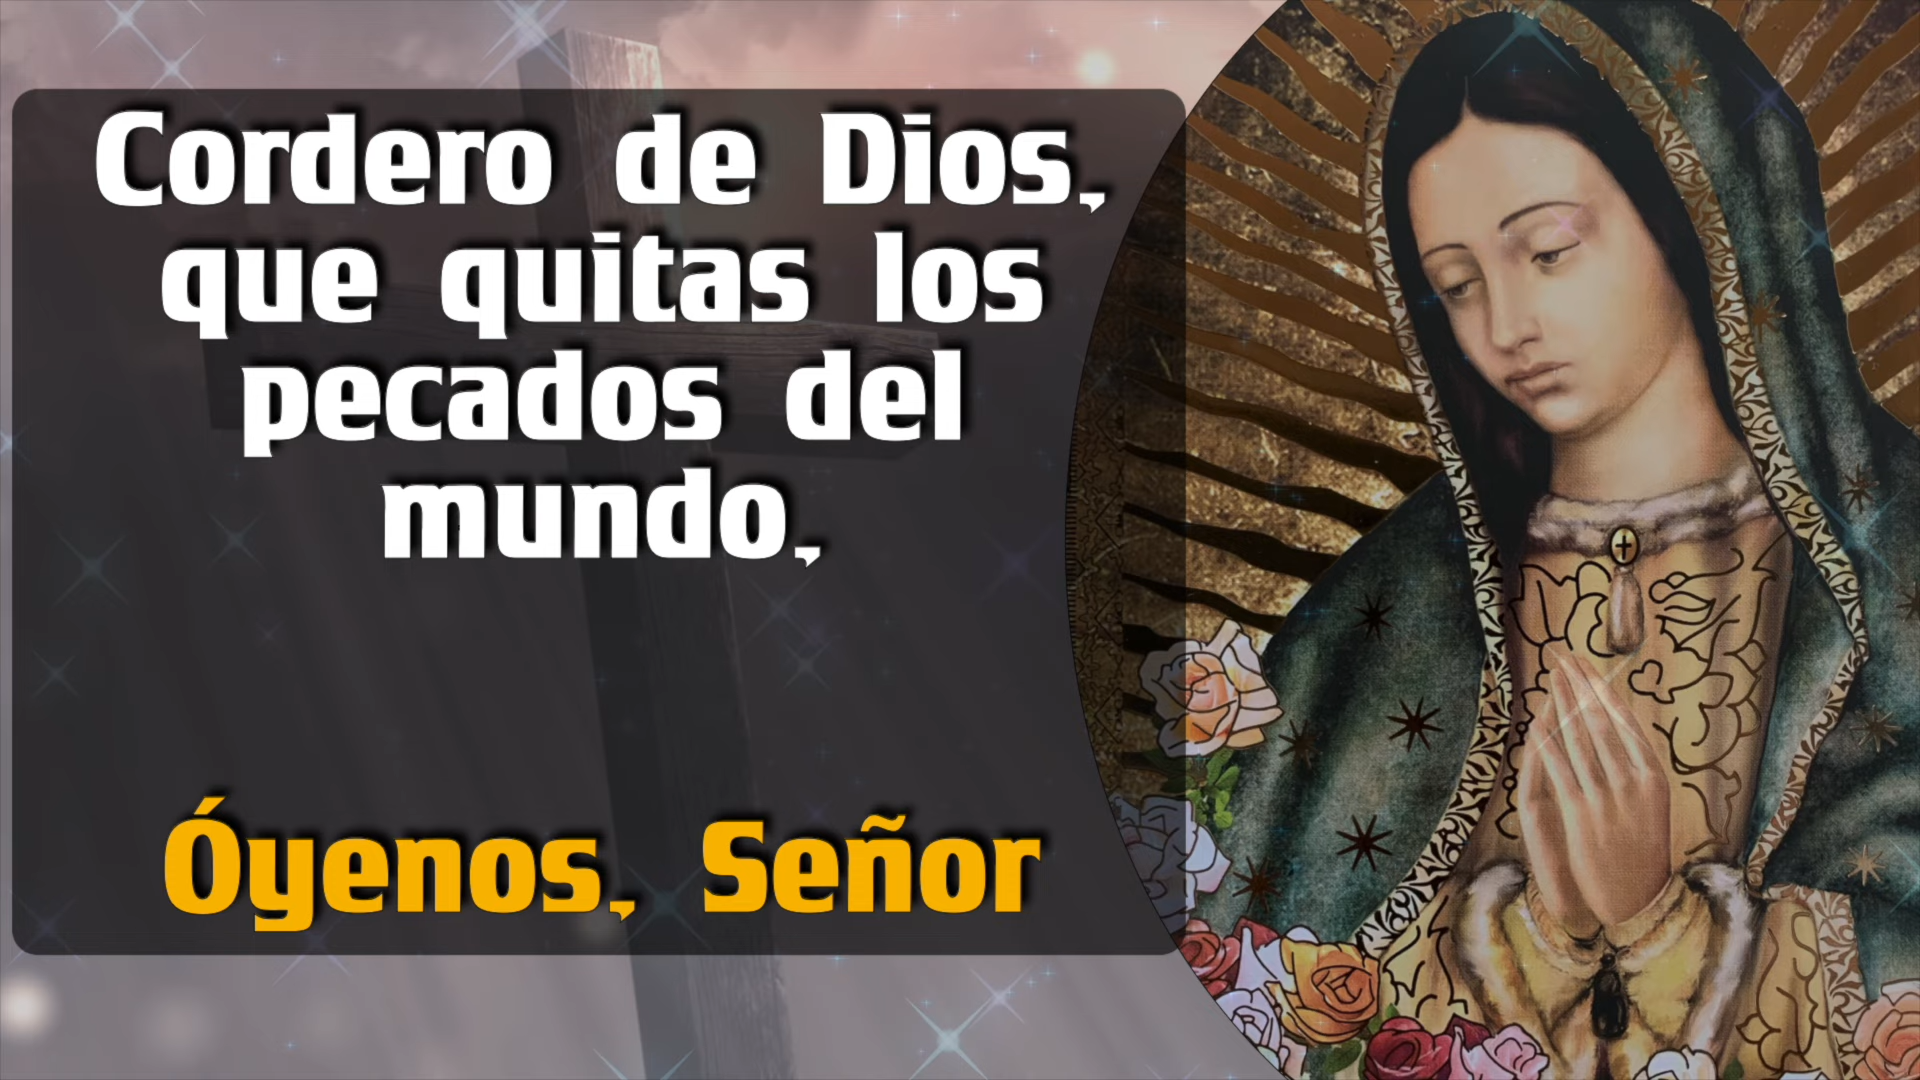 Cordero de Dios,
que quitas los
pecados del
mundo,
Óyenos, Señor